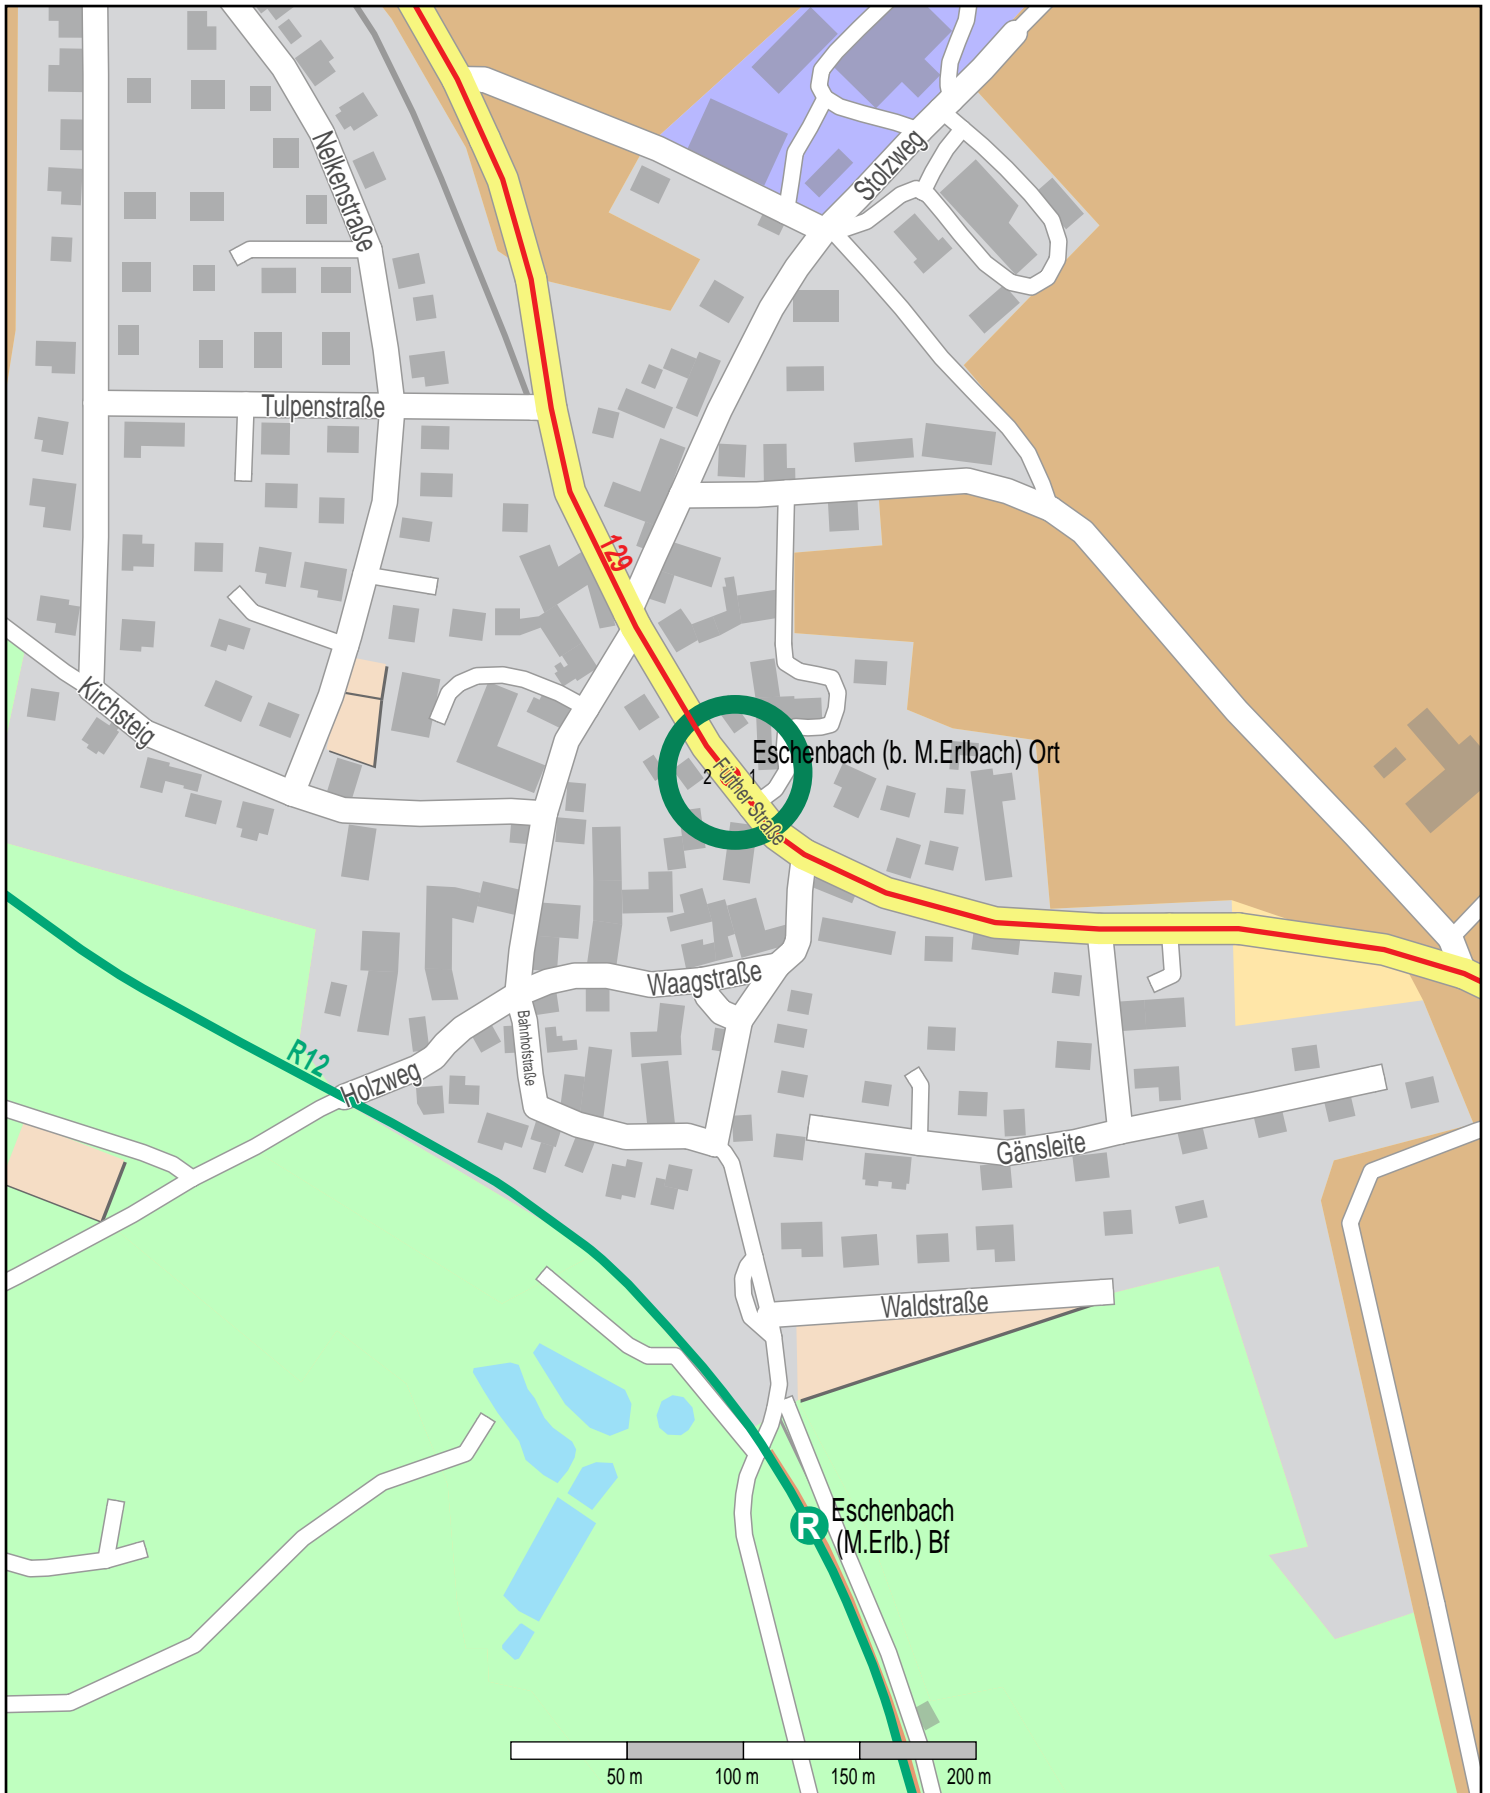 Stolzweg
Nelkenstraße
Tulpenstraße
129
Kirchsteig
Eschenbach (b. M.Erlbach) Ort
2
1
Fürther Straße
Waagstraße
Bahnhofstraße
R12
Holzweg
Gänsleite
Waldstraße
R
Eschenbach
(M.Erlb.) Bf
50 m
100 m
150 m
200 m